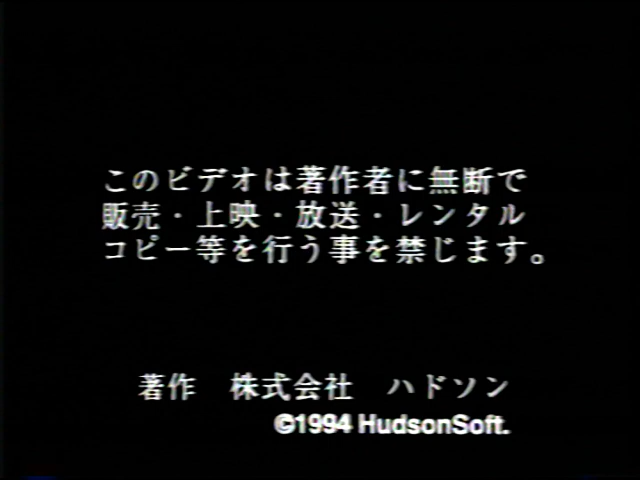 このビデオは著作者に無断で
販売・上映・放送・レンタル
コピー等を行う事を禁じます。
著作　株式会社　ハドソン
©1994 HudsonSoft.